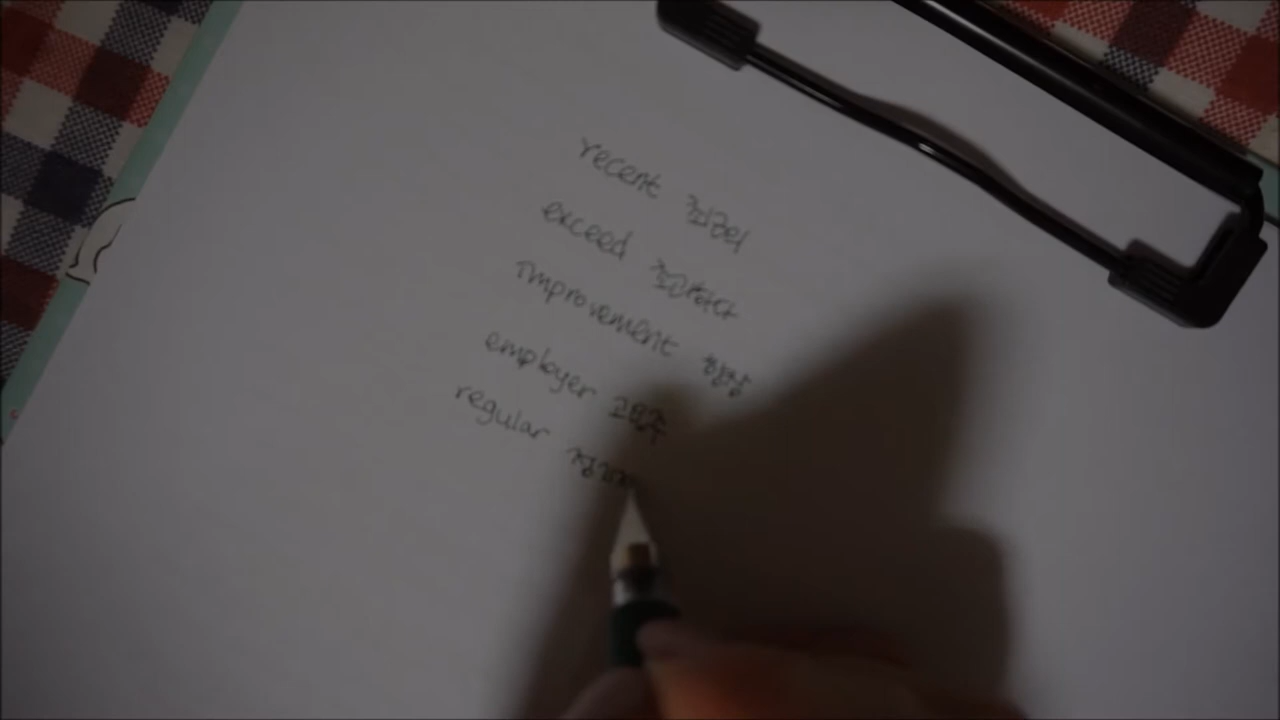 recent 최근의
exceed 초과하다
improvement 향상
employer 고용주
regular